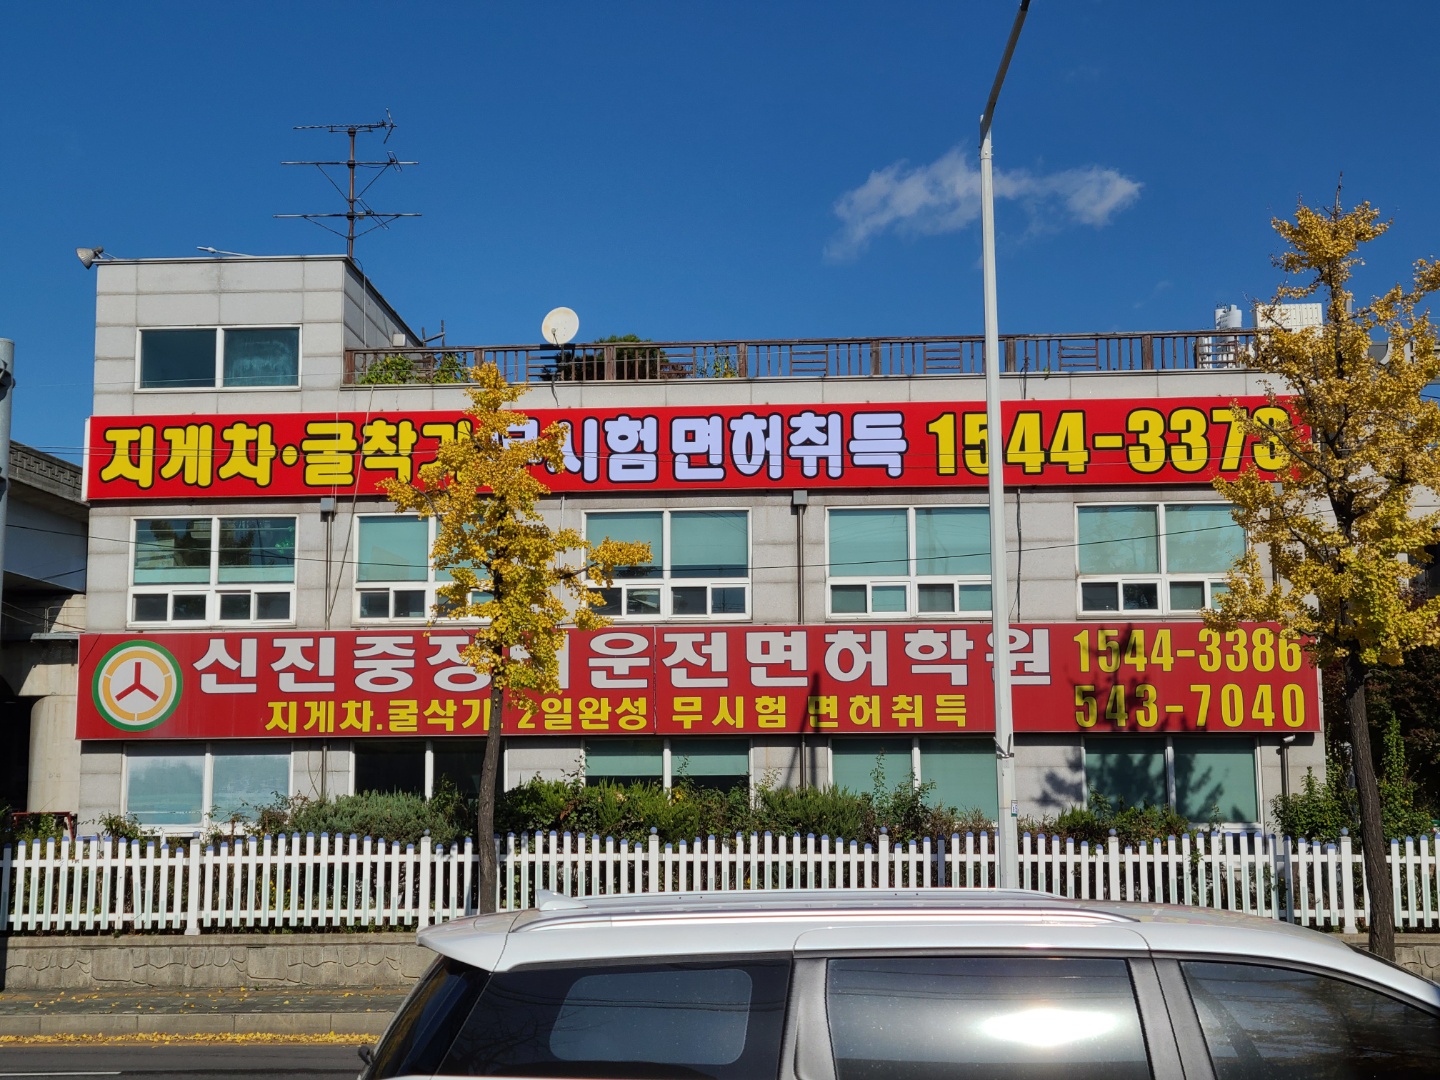 지게차·굴착기 무시험 면허취득 1544-3373
신진중장비운전면허학원 1544-3386
지게차.굴삭기 2일완성 무시험 면허취득 543-7040